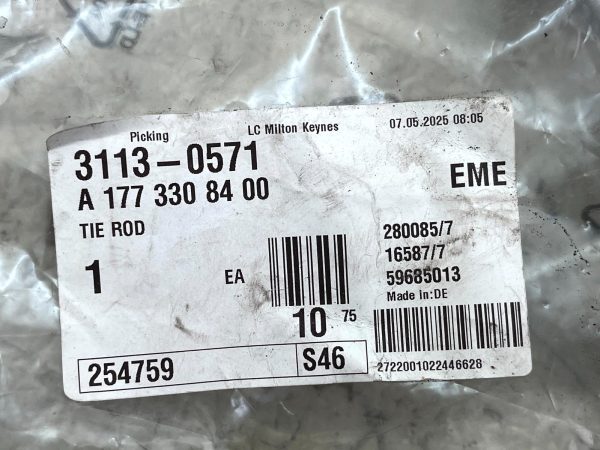 Picking LC Milton Keynes 07.05.2025 08:05
3113-0571
A 177 330 84 00
EME
TIE ROD
280085/7
16587/7
1 EA
59685013
Made in:DE
10 75
254759 S46
2722001022446628